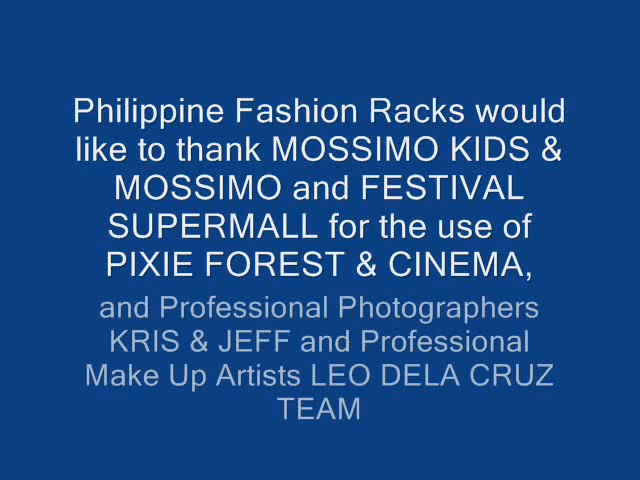 Philippine Fashion Racks would
like to thank MOSSIMO KIDS &
MOSSIMO and FESTIVAL
SUPERMALL for the use of
PIXIE FOREST & CINEMA,
and Professional Photographers
KRIS & JEFF and Professional
Make Up Artists LEO DELA CRUZ
TEAM